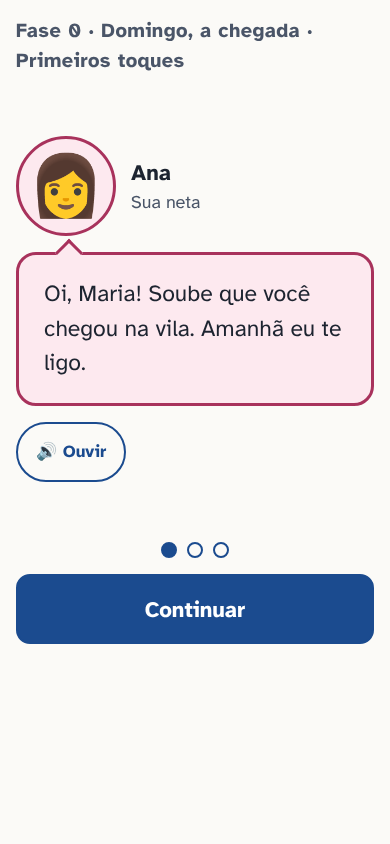 Fase 0 · Domingo, a chegada ·
Primeiros toques
Ana
Sua neta
Oi, Maria! Soube que você
chegou na vila. Amanhã eu te
ligo.
🔊 Ouvir
Continuar